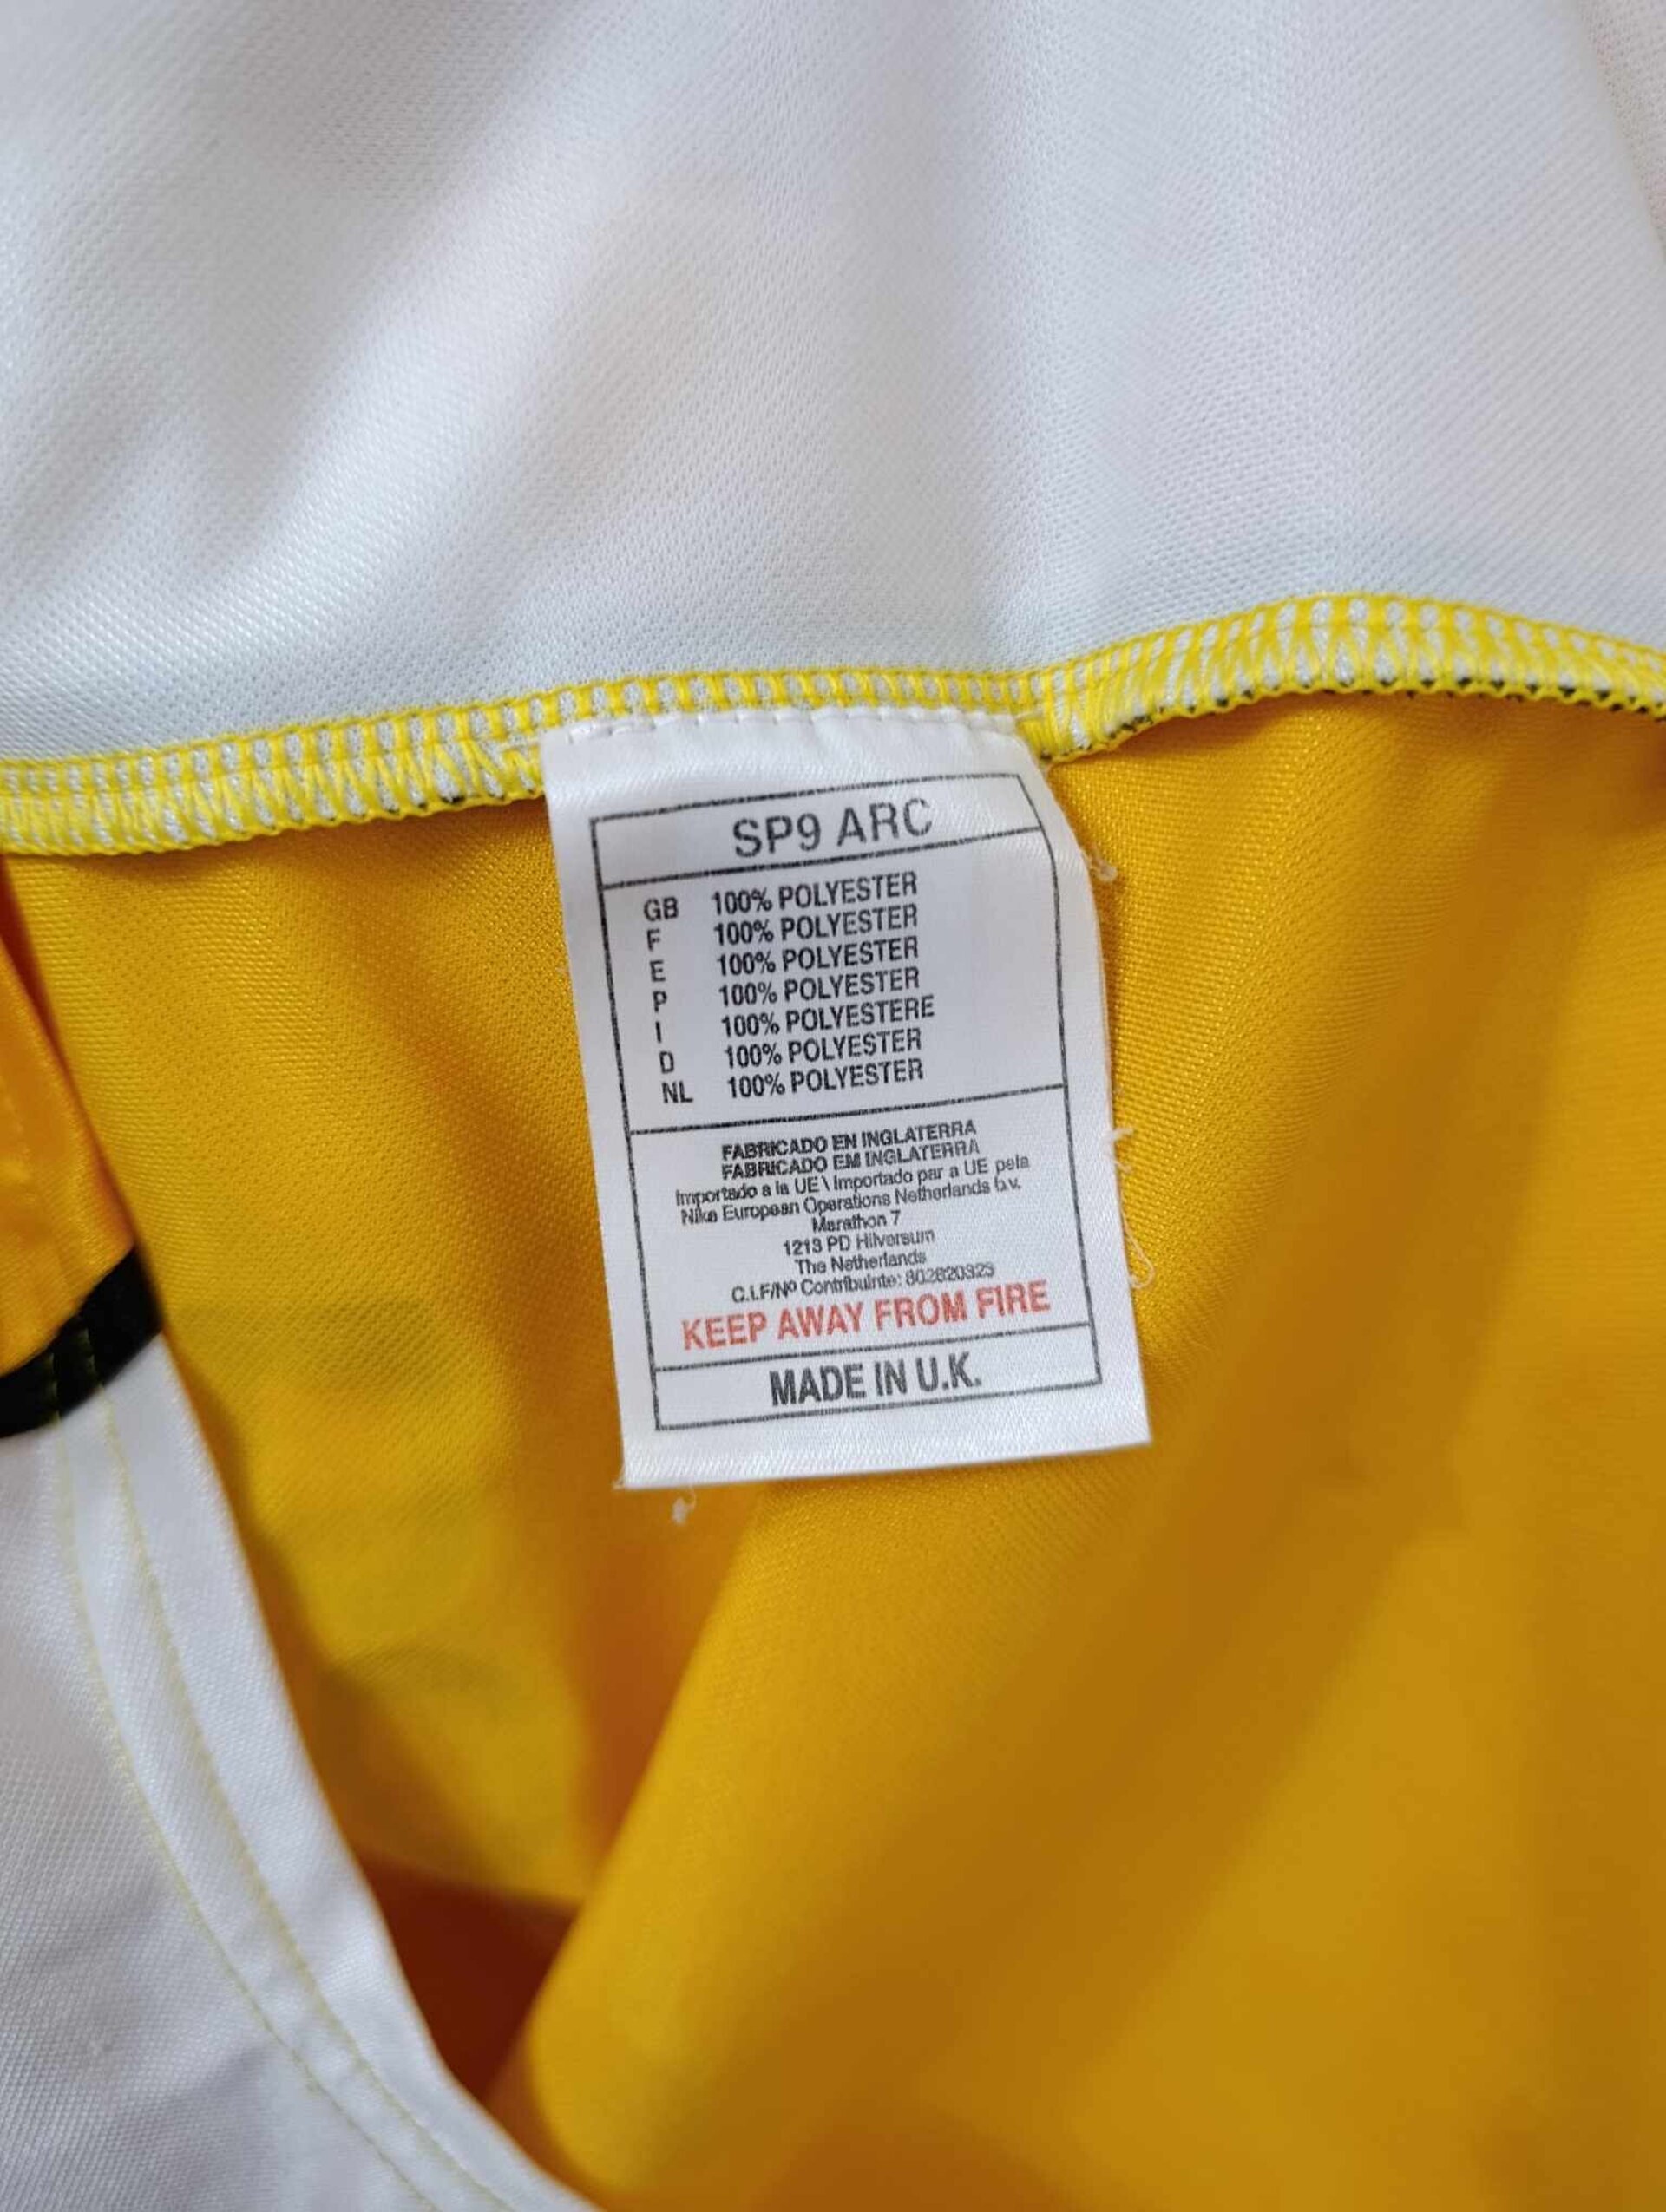 SP9 ARC
GB 100% POLYESTER
F 100% POLYESTER
E 100% POLYESTER
P 100% POLYESTER
I 100% POLYESTERE
D 100% POLYESTER
NL 100% POLYESTER
FABRICADO EN INGLATERRA
FABRICADO EM INGLATERRA
Importado a la UE \ Importado par a UE pela
Nike European Operations Netherlands b.v.
Marathon 7
1213 PD Hilversum
The Netherlands
C.I.F/Nº Contribuinte: 802820323
KEEP AWAY FROM FIRE
MADE IN U.K.